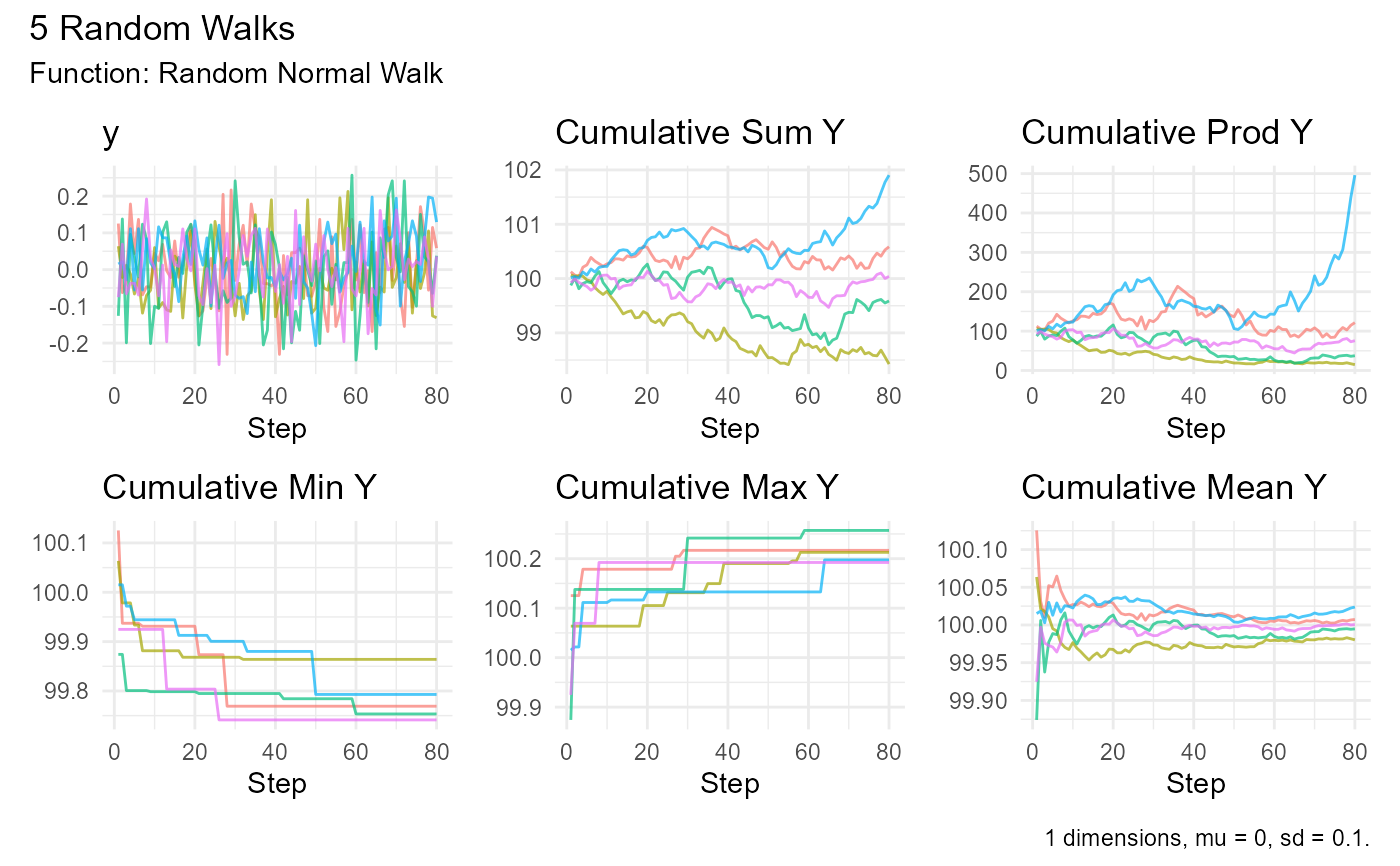 5 Random Walks
Function: Random Normal Walk
y
0.2
0.1
0.0
-0.1
-0.2
0 20 40 60 80
Step
Cumulative Sum Y
102
101
100
99
0 20 40 60 80
Step
Cumulative Prod Y
500
400
300
200
100
0
0 20 40 60 80
Step
Cumulative Min Y
100.1
100.0
99.9
99.8
0 20 40 60 80
Step
Cumulative Max Y
100.2
100.1
100.0
99.9
0 20 40 60 80
Step
Cumulative Mean Y
100.10
100.05
100.00
99.95
99.90
0 20 40 60 80
Step
1 dimensions, mu = 0, sd = 0.1.